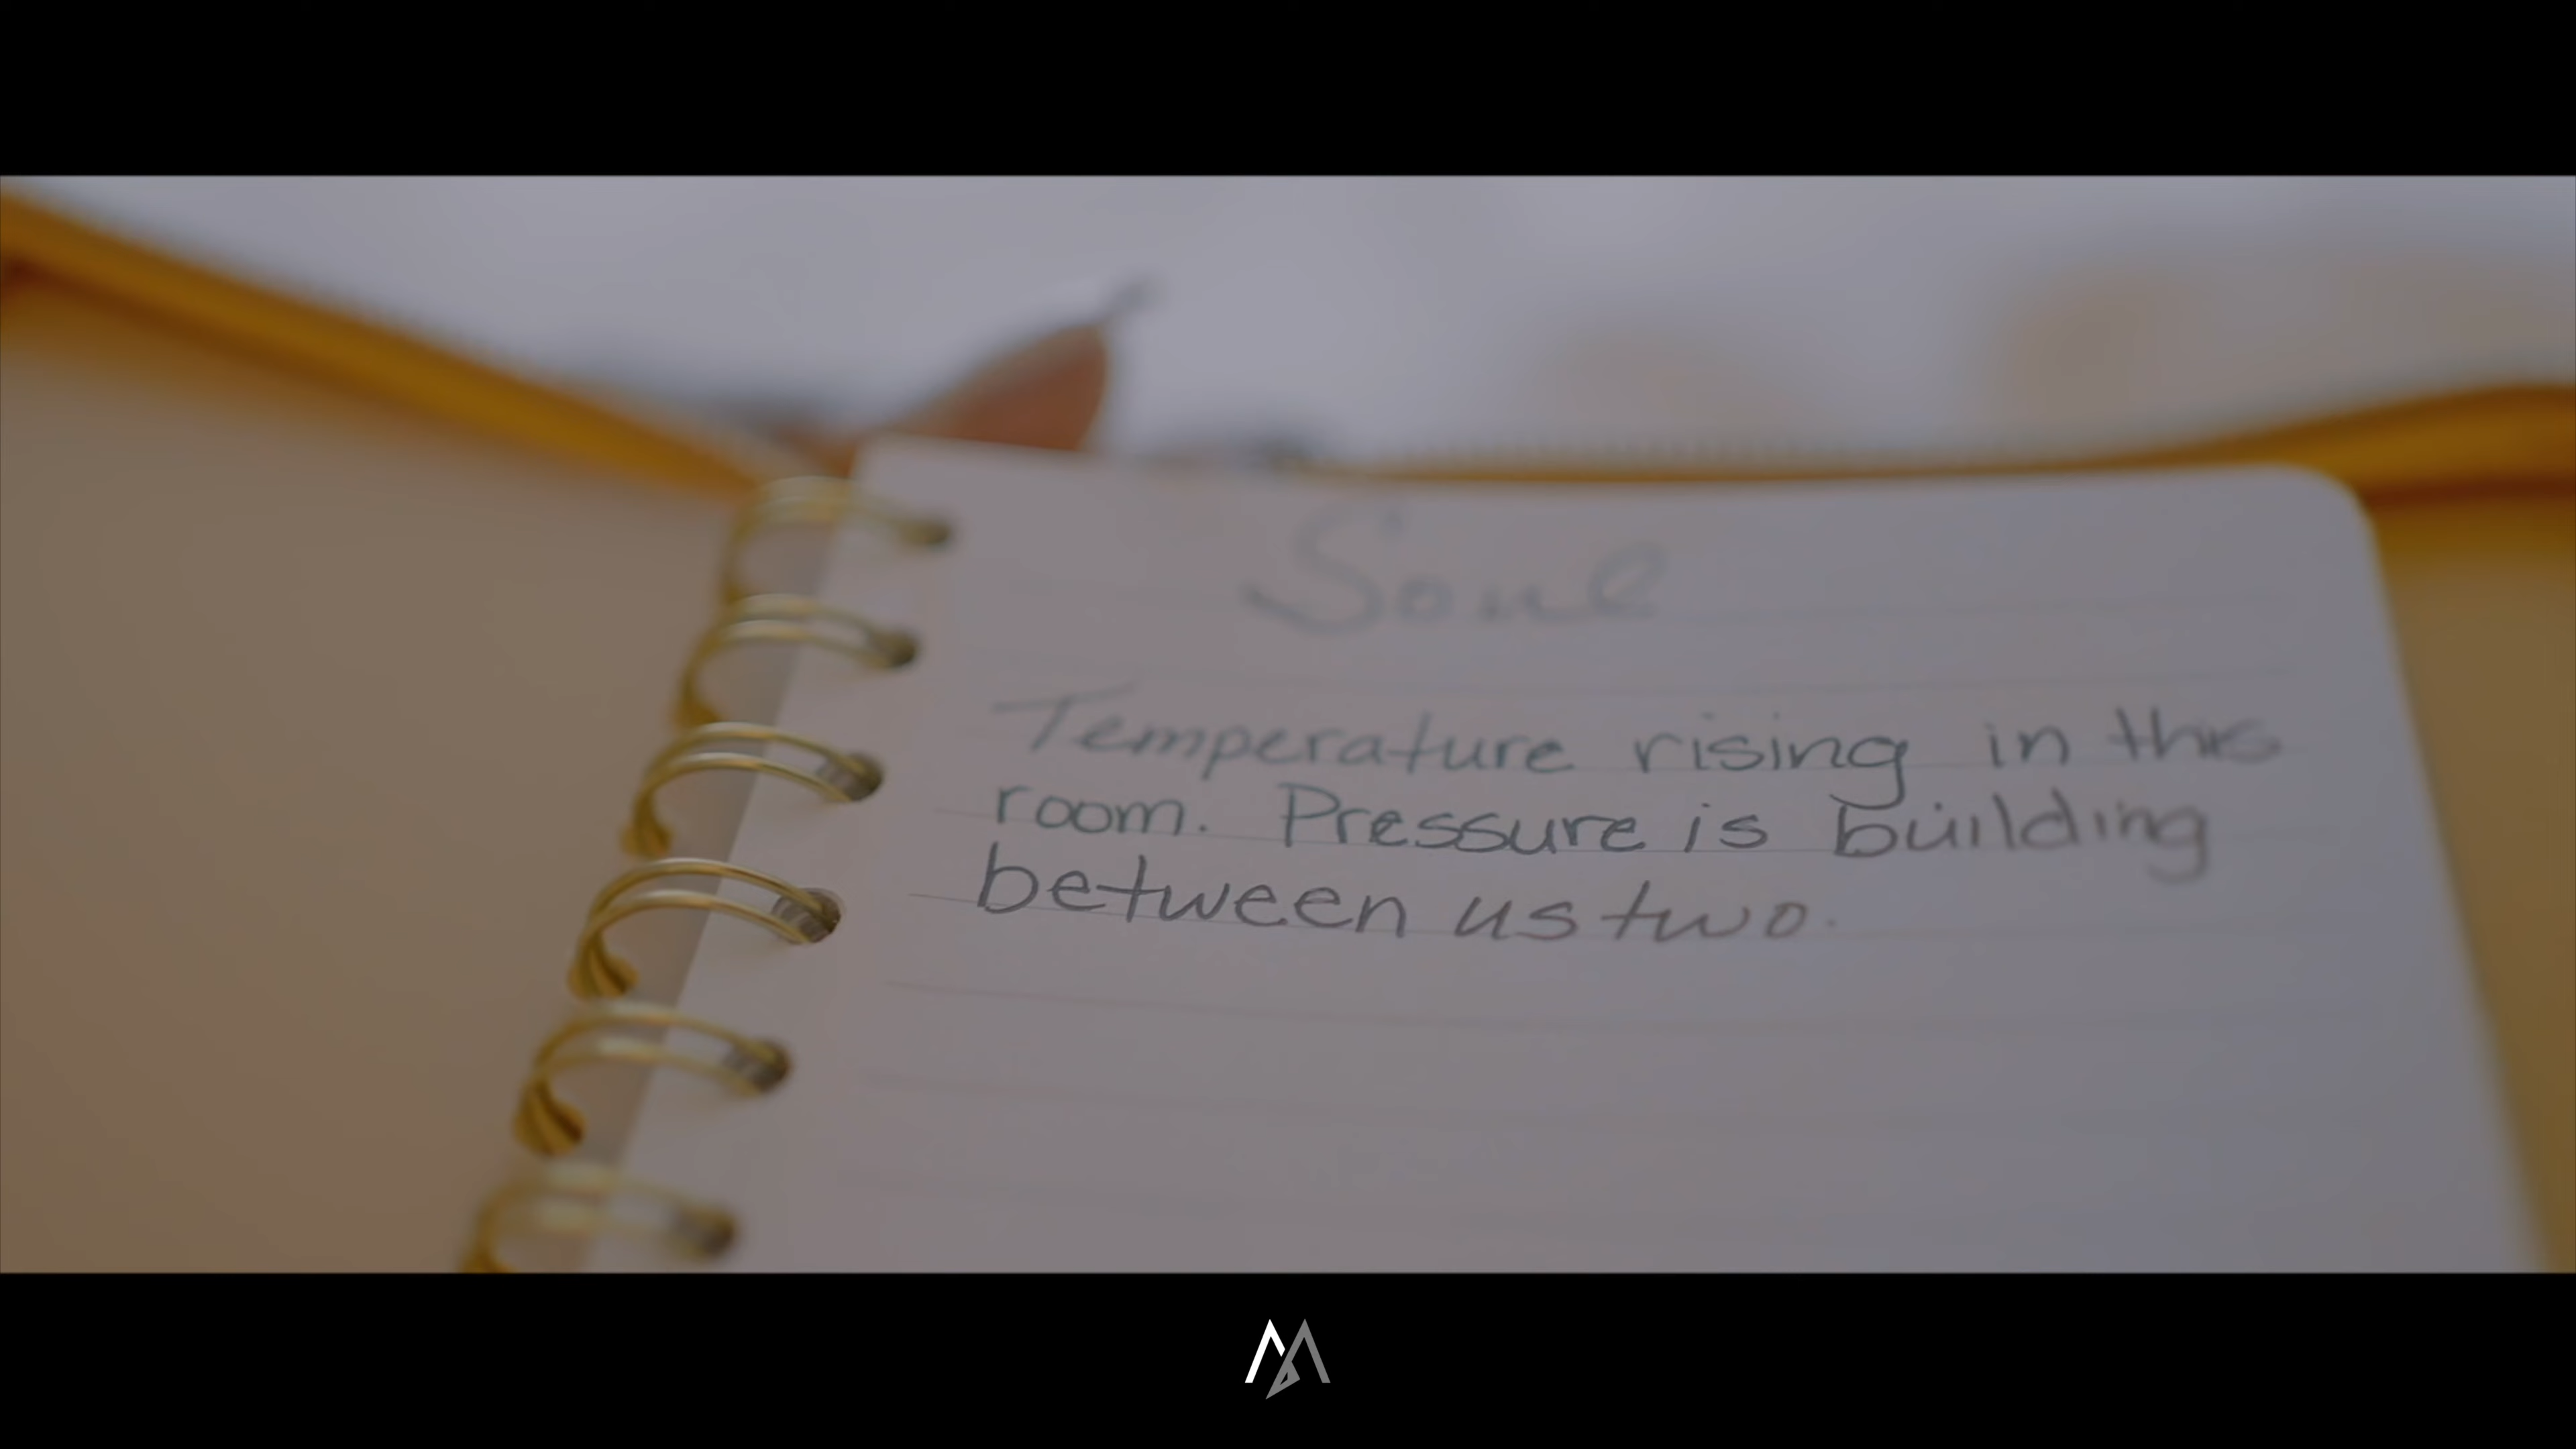 Soul
Temperature rising in this
room. Pressure is building
between us two.